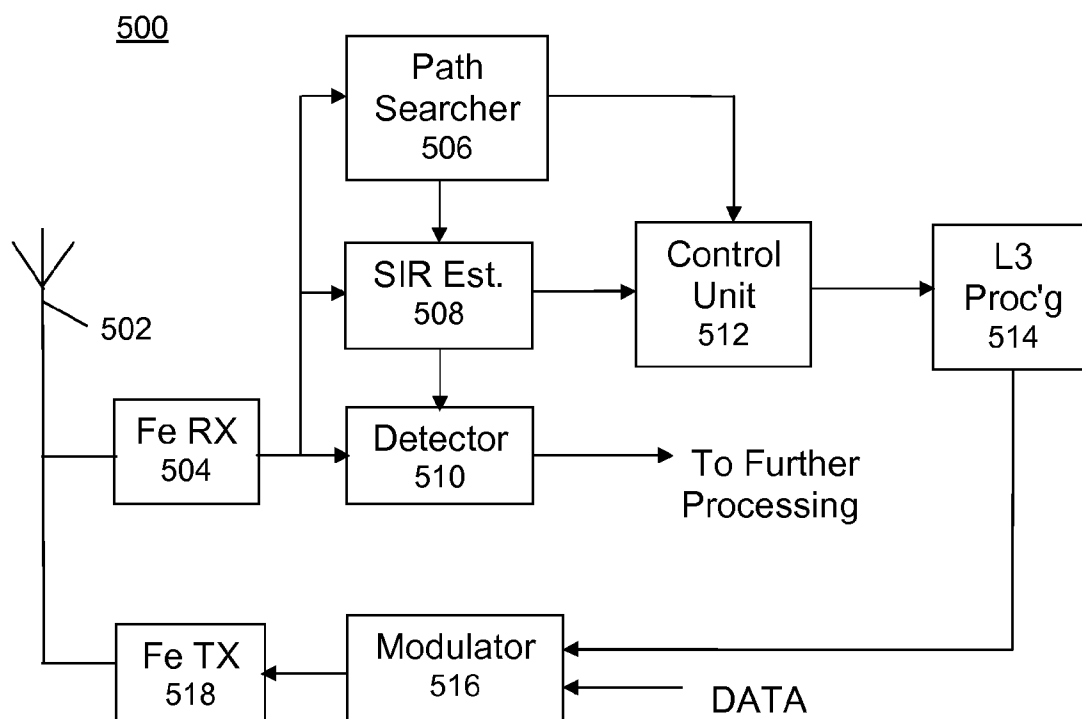 500
Path
Searcher
506
SIR Est.
508
Control
Unit
512
L3
Proc'g
514
502
Fe RX
504
Detector
510
To Further
Processing
Fe TX
518
Modulator
516
DATA